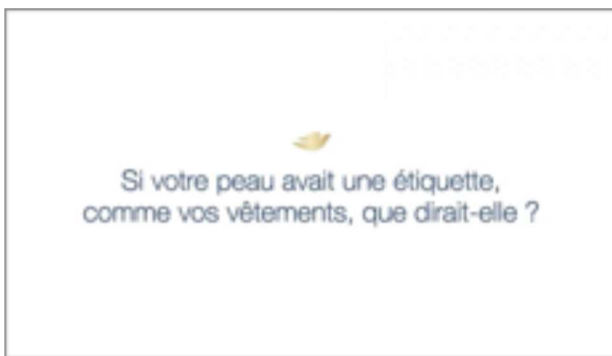 Si votre peau avait une étiquette,
comme vos vêtements, que dirait-elle ?